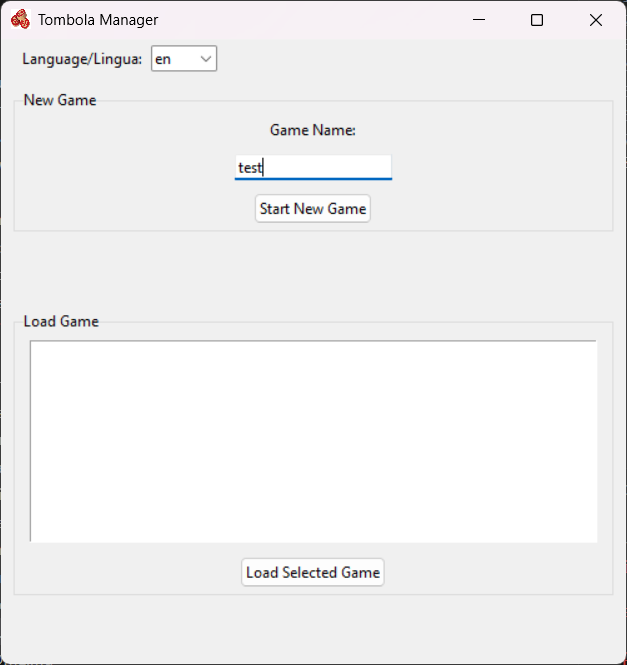 Tombola Manager
Language/Lingua: en
New Game
Game Name:
test
Start New Game
Load Game
Load Selected Game